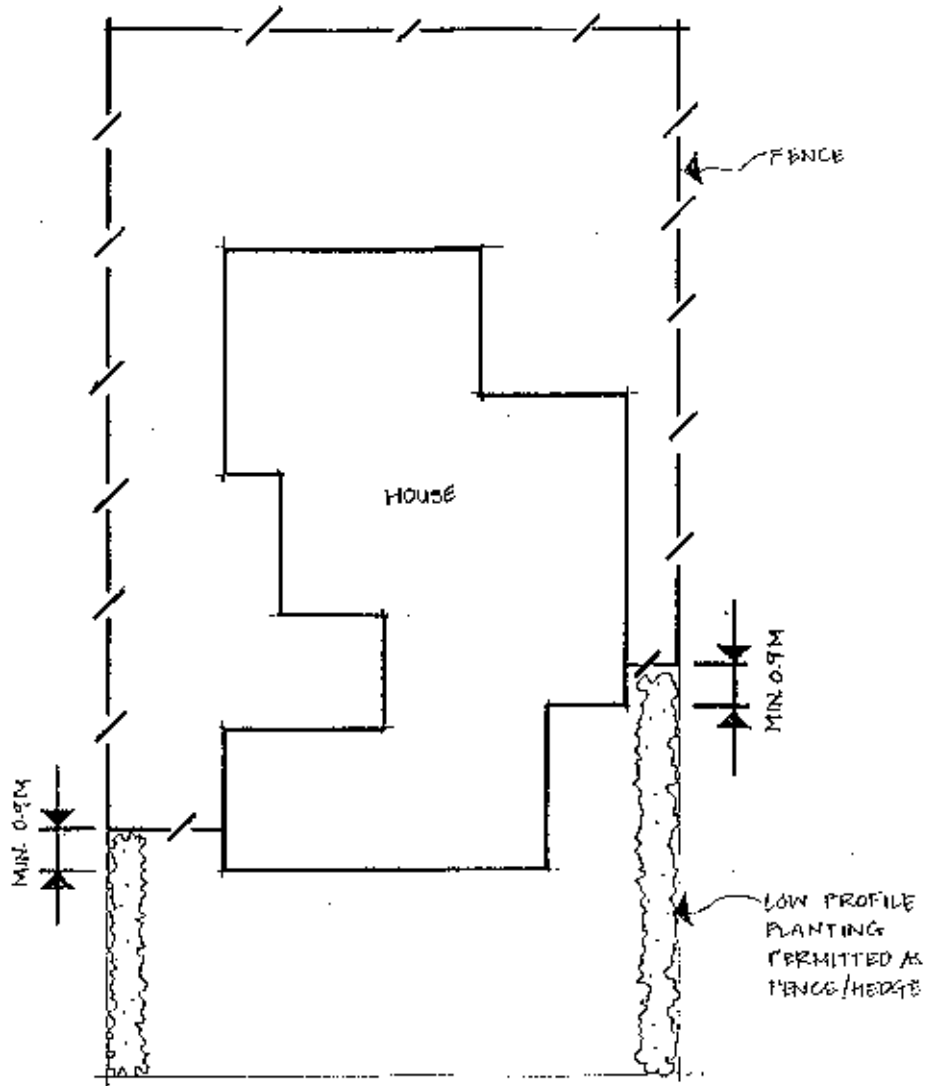 FENCE
HOUSE
MIN. 0.9M
MIN. 0.9M
LOW PROFILE
PLANTING
PERMITTED AS
FENCE/HEDGE